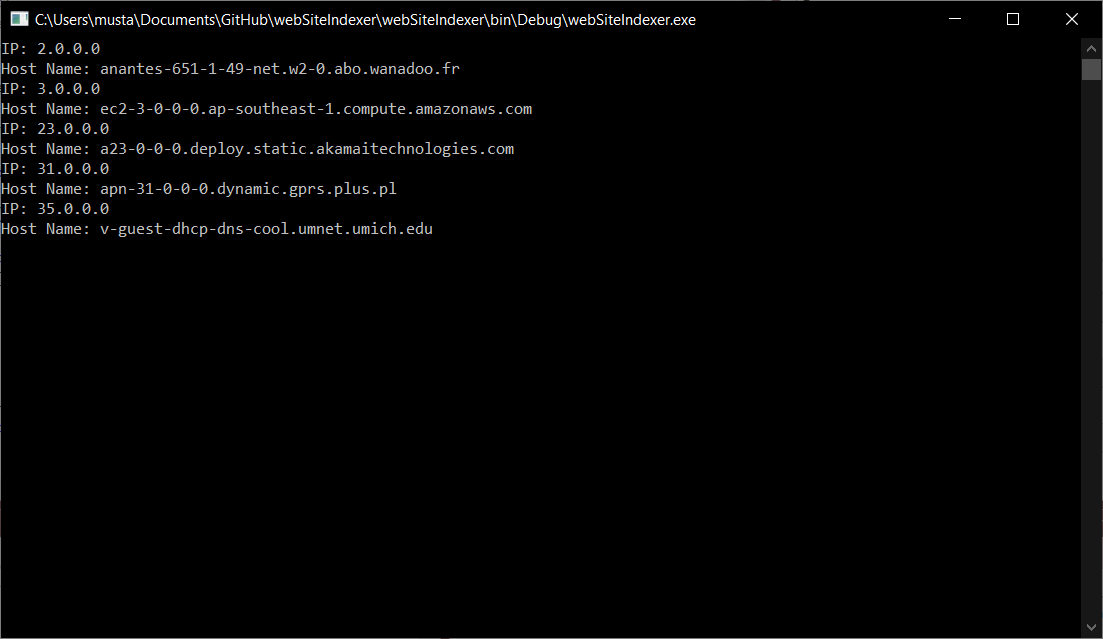 C:\Users\musta\Documents\GitHub\webSiteIndexer\webSiteIndexer\bin\Debug\webSiteIndexer.exe
IP: 2.0.0.0
Host Name: anantes-651-1-49-net.w2-0.abo.wanadoo.fr
IP: 3.0.0.0
Host Name: ec2-3-0-0-0.ap-southeast-1.compute.amazonaws.com
IP: 23.0.0.0
Host Name: a23-0-0-0.deploy.static.akamaitechnologies.com
IP: 31.0.0.0
Host Name: apn-31-0-0-0.dynamic.gprs.plus.pl
IP: 35.0.0.0
Host Name: v-guest-dhcp-dns-cool.umnet.umich.edu